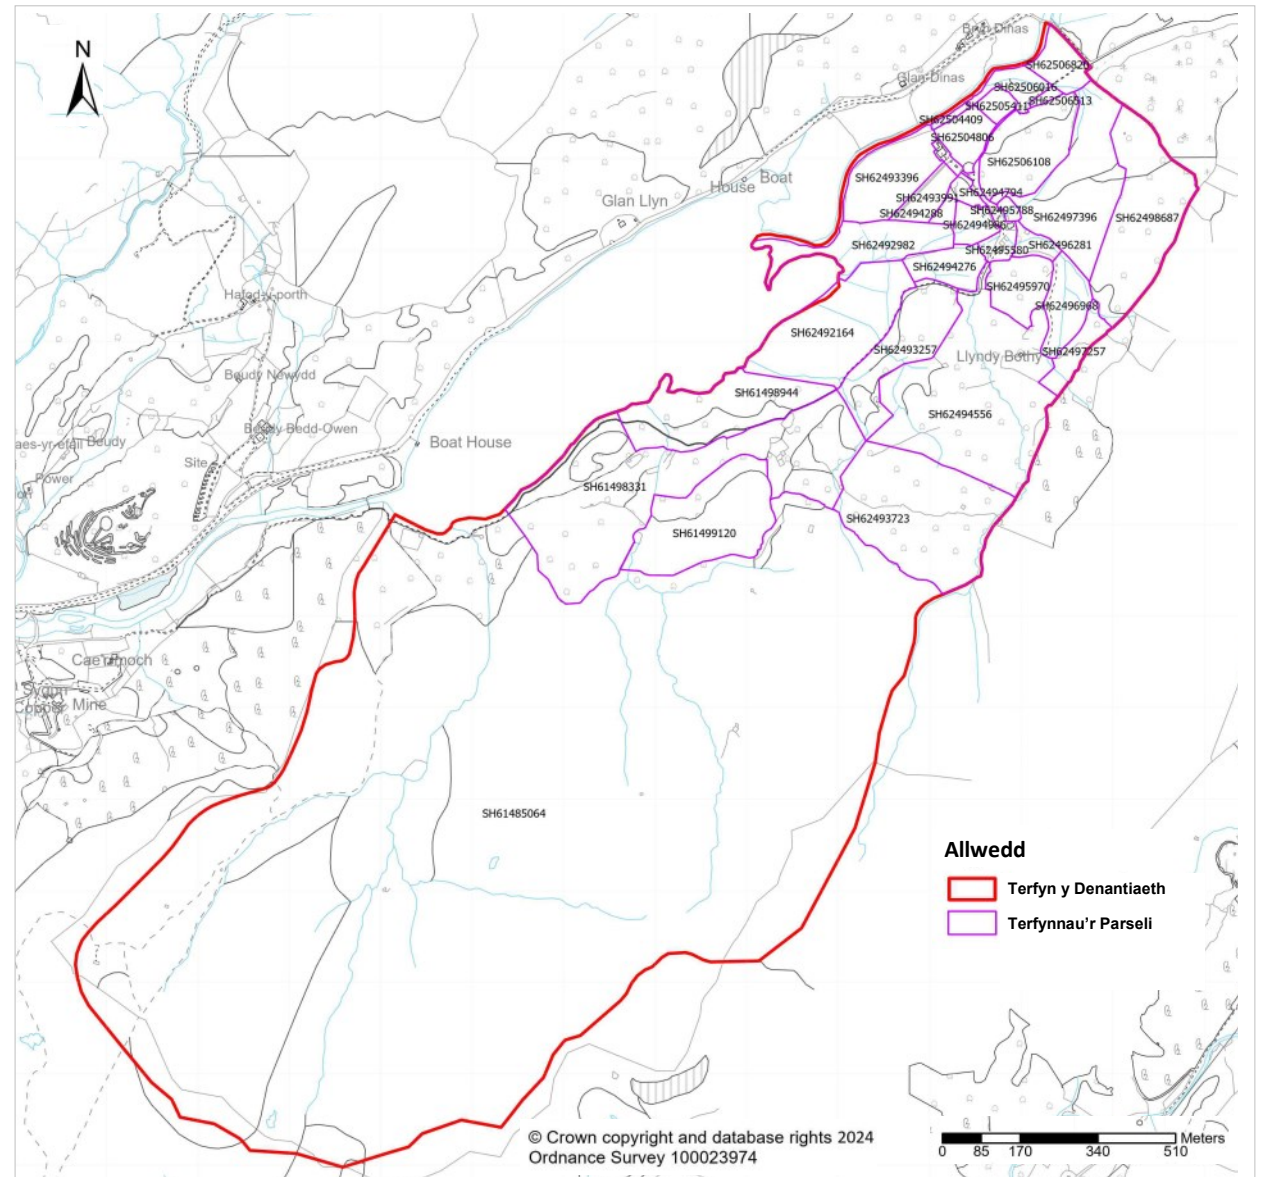 N
Bryn Dinas
Glan Dinas
SH62506820
SH62506016
SH62505411
SH62506513
SH62504409
SH62504806
SH62506108
House Boat
Glan Llyn
SH62493396
SH62493991
SH62494794
SH62494288
SH62495788
SH62497396
SH62498687
SH62492982
SH62495580
SH62496281
SH62494276
SH62495970
Hafod-y-porth
SH62496968
SH62492164
SH62493257
Llyndy Bothy
SH62497257
Beudy Newydd
SH61498944
SH62494556
Beudy Bedd-Owen
Boat House
Beudy
Site
Power
SH61498331
SH62493723
SH61499120
Cae'r-moch
Sygun
Copper Mine
SH61485064
Allwedd
Terfyn y Denantiaeth
Terfynnau'r Parseli
© Crown copyright and database rights 2024
Ordnance Survey 100023974
Meters
0 85 170 340 510